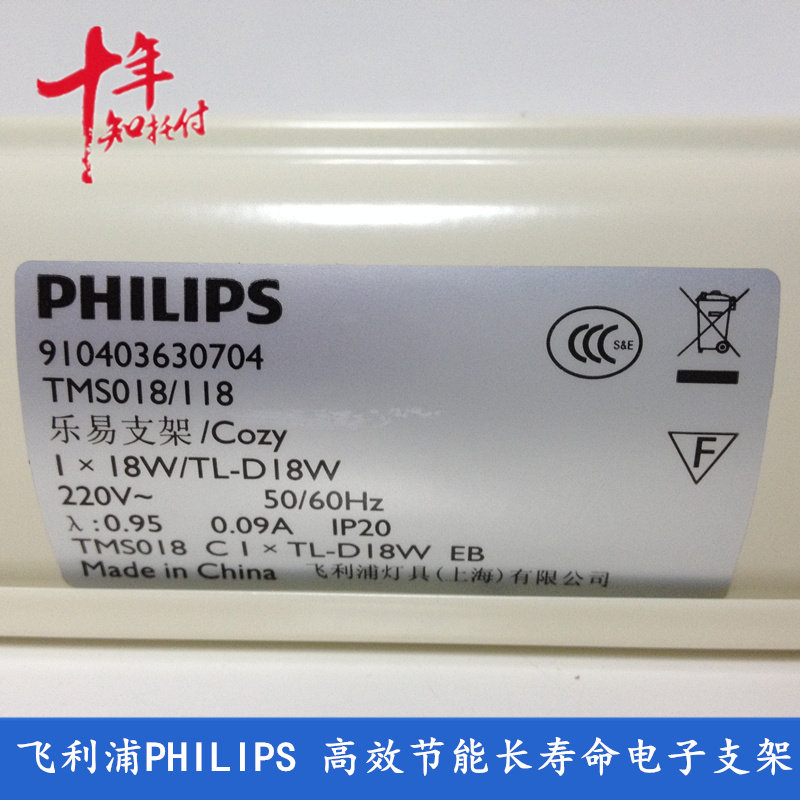 十年
知托付
PHILIPS
910403630704
TMS018/118
乐易支架/Cozy
1×18W/TL-D18W
220V~ 50/60Hz
λ:0.95 0.09A IP20
TMS018 C 1×TL-D18W EB
Made in China 飞利浦灯具(上海)有限公司
CCC S&E
F
飞利浦PHILIPS 高效节能长寿命电子支架